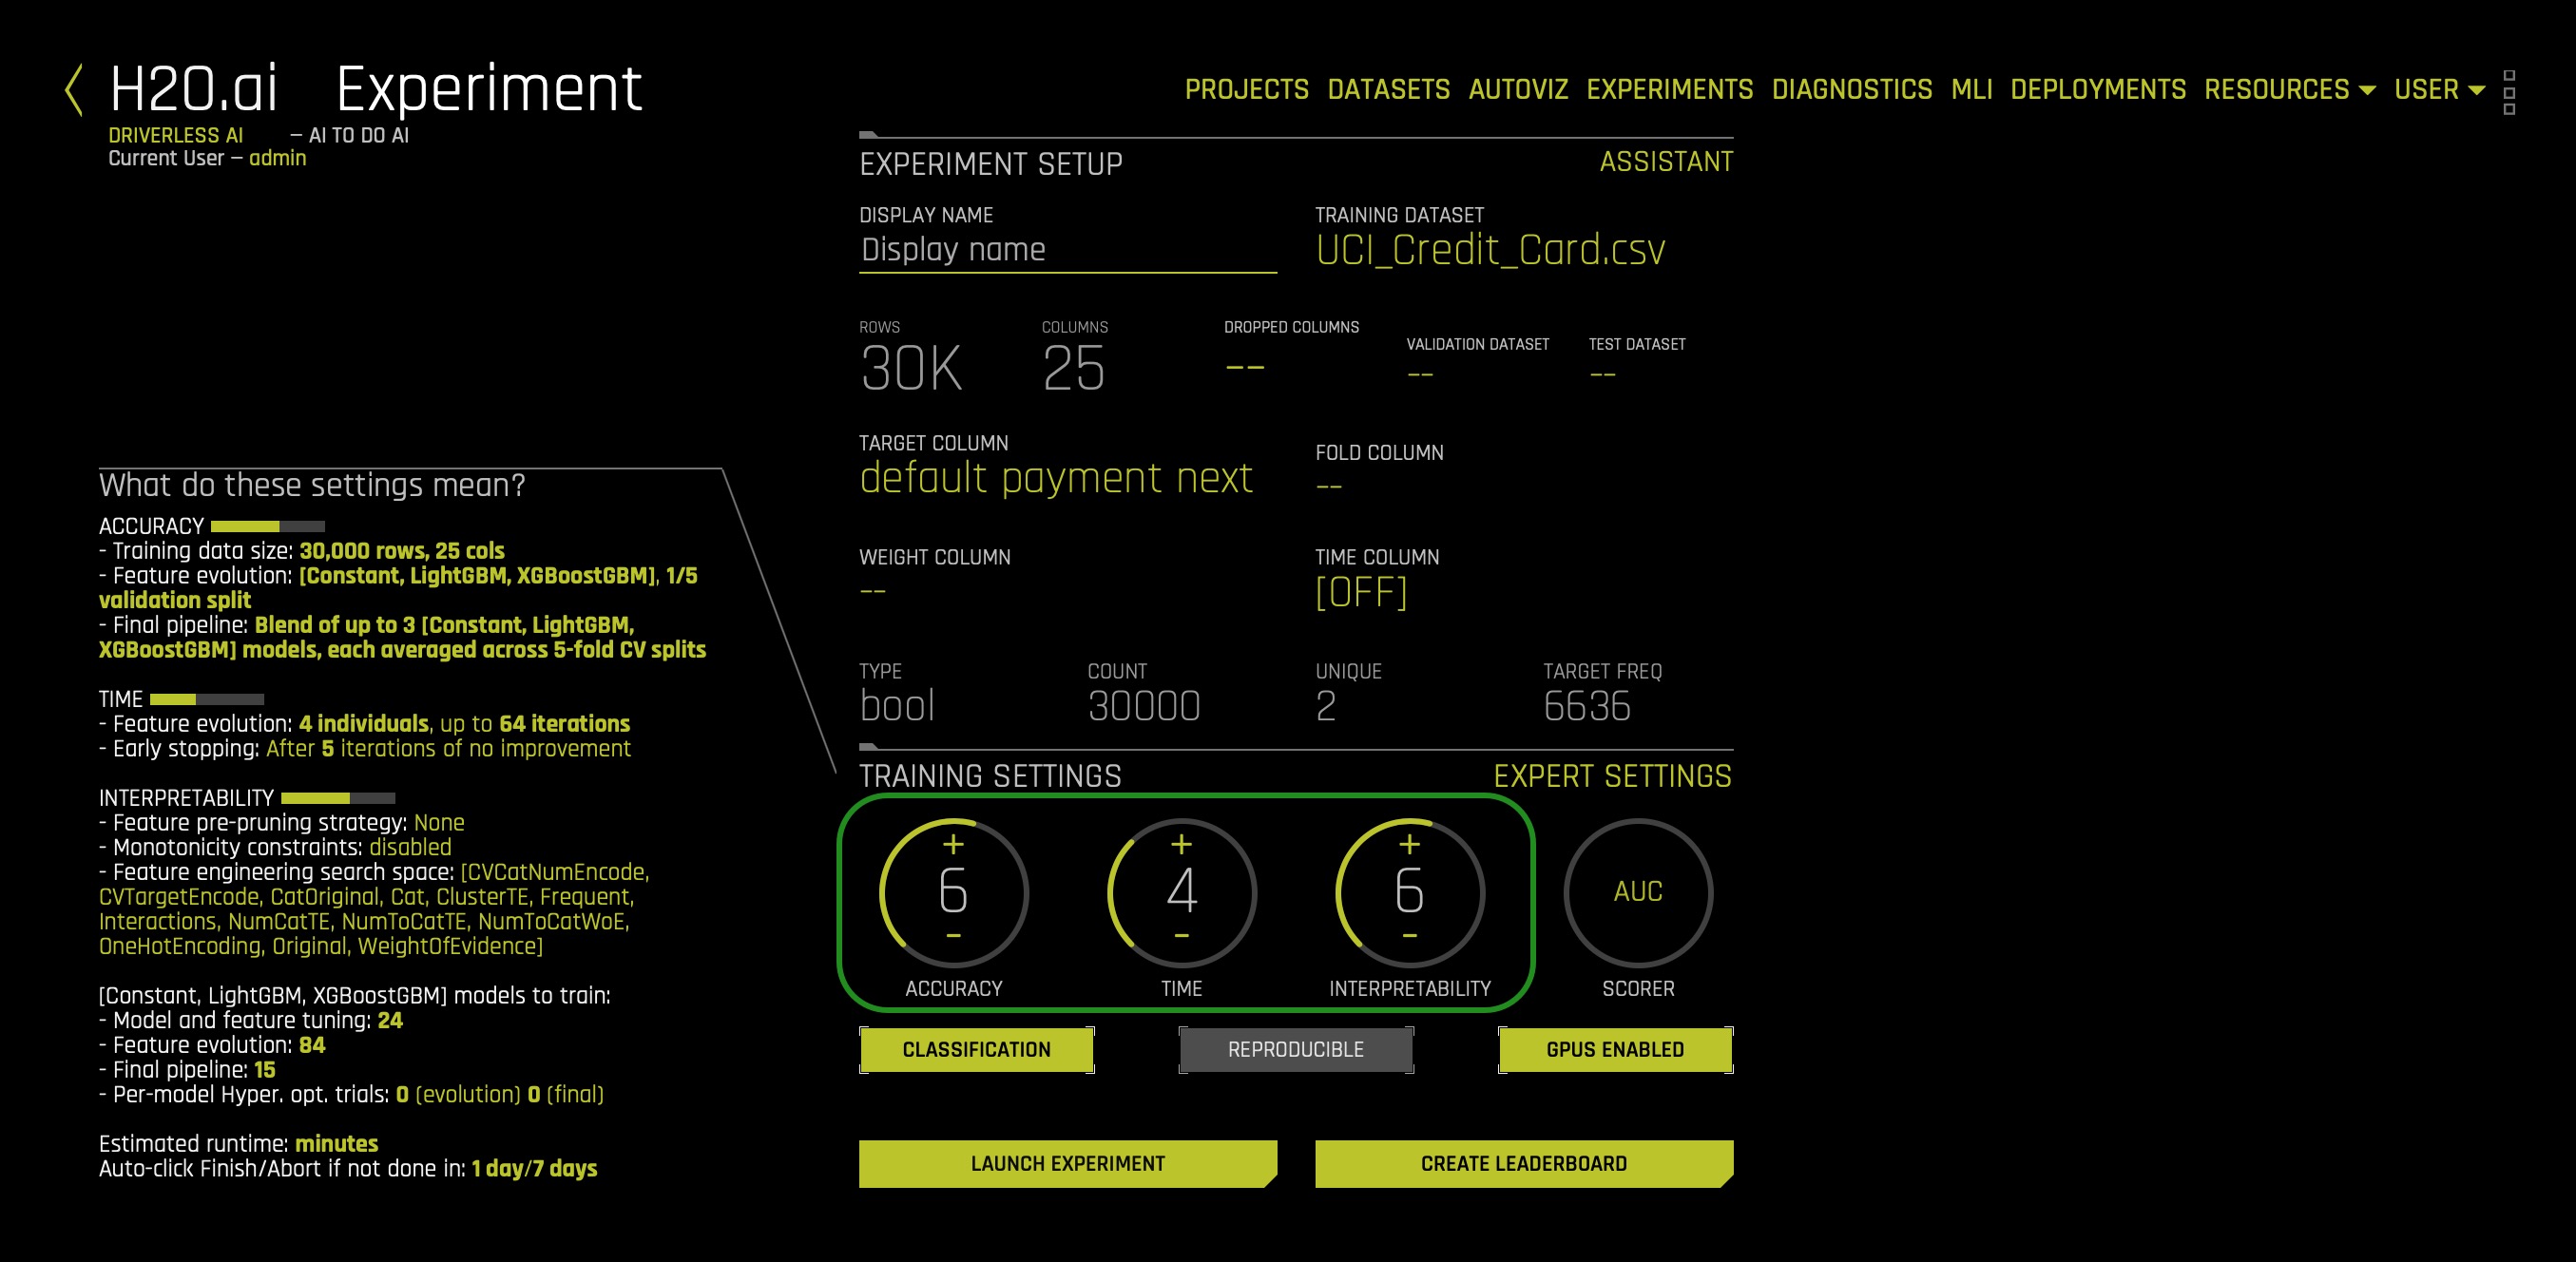 H2O.ai Experiment
DRIVERLESS AI – AI TO DO AI
Current User – admin
PROJECTS DATASETS AUTOVIZ EXPERIMENTS DIAGNOSTICS MLI DEPLOYMENTS RESOURCES USER
EXPERIMENT SETUP ASSISTANT
DISPLAY NAME TRAINING DATASET
Display name UCI_Credit_Card.csv
ROWS COLUMNS DROPPED COLUMNS VALIDATION DATASET TEST DATASET
30K 25 -- -- --
TARGET COLUMN FOLD COLUMN
default payment next --
WEIGHT COLUMN TIME COLUMN
-- [OFF]
TYPE COUNT UNIQUE TARGET FREQ
bool 30000 2 6636
What do these settings mean?
ACCURACY
- Training data size: 30,000 rows, 25 cols
- Feature evolution: [Constant, LightGBM, XGBoostGBM], 1/5
validation split
- Final pipeline: Blend of up to 3 [Constant, LightGBM,
XGBoostGBM] models, each averaged across 5-fold CV splits
TIME
- Feature evolution: 4 individuals, up to 64 iterations
- Early stopping: After 5 iterations of no improvement
INTERPRETABILITY
- Feature pre-pruning strategy: None
- Monotonicity constraints: disabled
- Feature engineering search space: [CVCatNumEncode,
CVTargetEncode, CatOriginal, Cat, ClusterTE, Frequent,
Interactions, NumCatTE, NumToCatTE, NumToCatWoE,
OneHotEncoding, Original, WeightOfEvidence]
[Constant, LightGBM, XGBoostGBM] models to train:
- Model and feature tuning: 24
- Feature evolution: 84
- Final pipeline: 15
- Per-model Hyper. opt. trials: 0 (evolution) 0 (final)
Estimated runtime: minutes
Auto-click Finish/Abort if not done in: 1 day/7 days
TRAINING SETTINGS EXPERT SETTINGS
+ + +
6 4 6 AUC
- - -
ACCURACY TIME INTERPRETABILITY SCORER
CLASSIFICATION REPRODUCIBLE GPUS ENABLED
LAUNCH EXPERIMENT CREATE LEADERBOARD